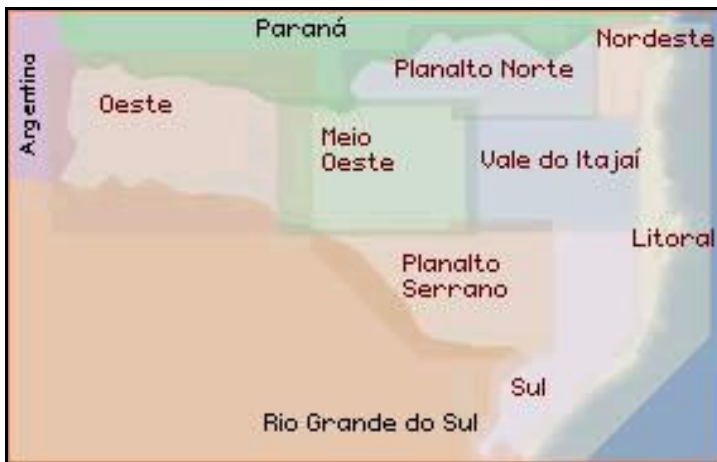 Paraná
Nordeste
Planalto Norte
Argentina
Oeste
Meio
Oeste
Vale do Itajaí
Litoral
Planalto
Serrano
Sul
Rio Grande do Sul